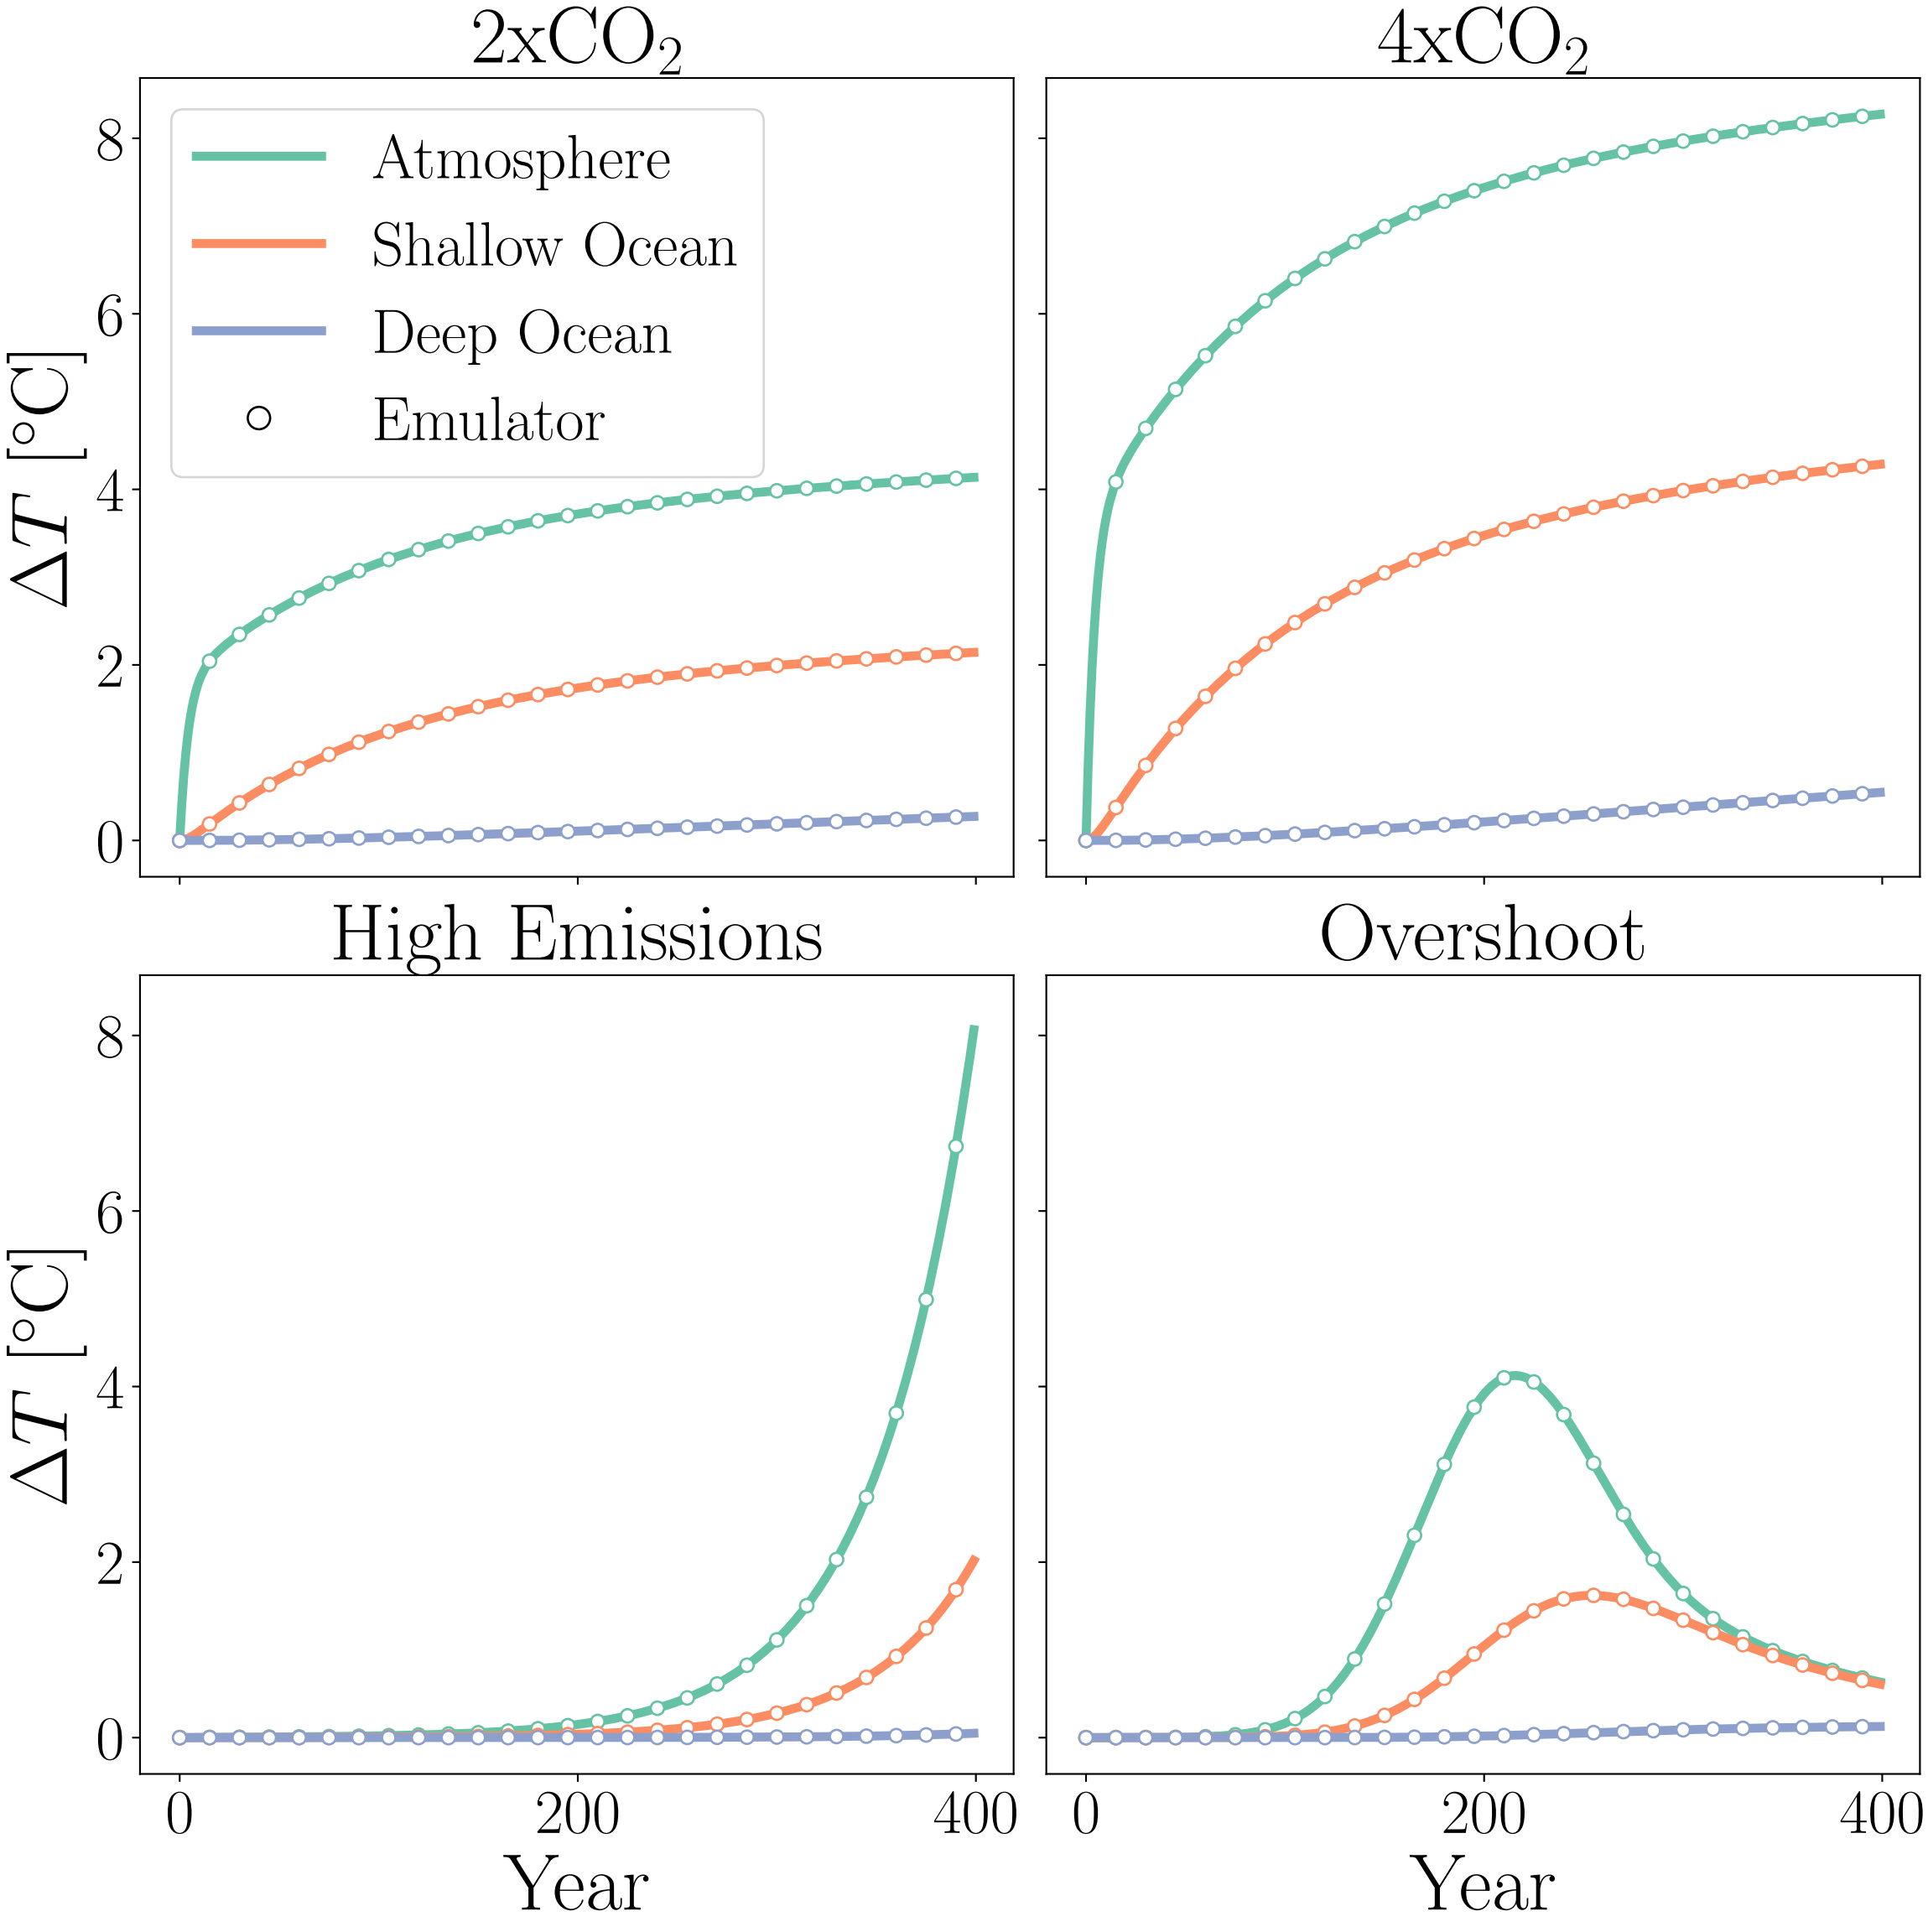 2xCO₂
4xCO₂
8
6
4
2
0
ΔT [°C]
Atmosphere
Shallow Ocean
Deep Ocean
Emulator
High Emissions
Overshoot
8
6
4
2
0
ΔT [°C]
0
200
400
0
200
400
Year
Year